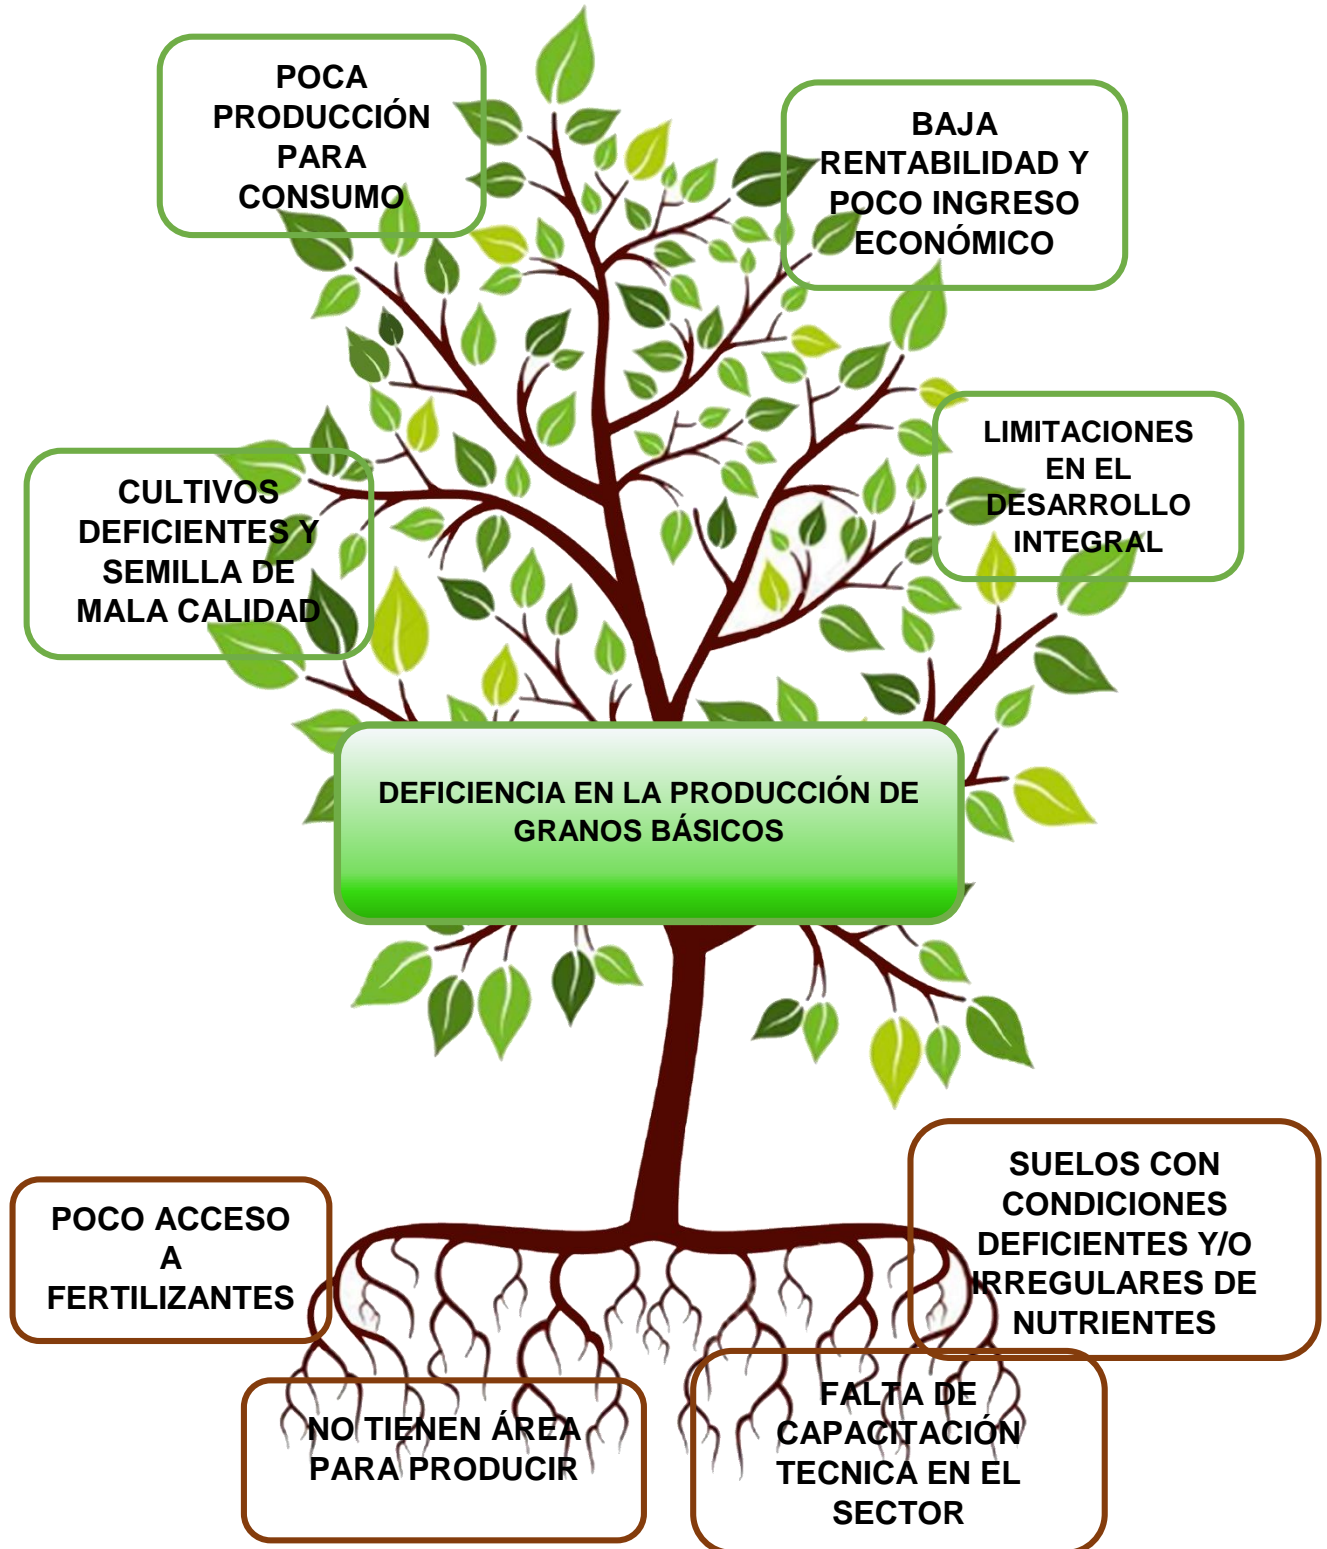 POCA
PRODUCCIÓN
PARA
CONSUMO
BAJA
RENTABILIDAD Y
POCO INGRESO
ECONÓMICO
LIMITACIONES
EN EL
DESARROLLO
INTEGRAL
CULTIVOS
DEFICIENTES Y
SEMILLA DE
MALA CALIDAD
DEFICIENCIA EN LA PRODUCCIÓN DE
GRANOS BÁSICOS
POCO ACCESO
A
FERTILIZANTES
SUELOS CON
CONDICIONES
DEFICIENTES Y/O
IRREGULARES DE
NUTRIENTES
NO TIENEN ÁREA
PARA PRODUCIR
FALTA DE
CAPACITACIÓN
TECNICA EN EL
SECTOR